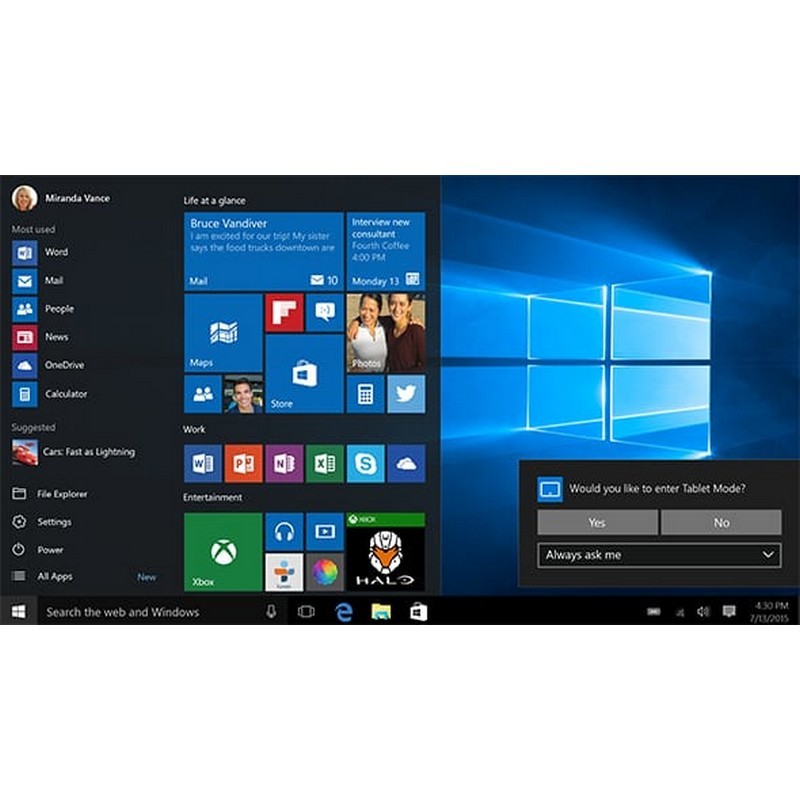 Miranda Vance
Most used
Word
Mail
People
News
OneDrive
Calculator
Suggested
Cars: Fast as Lightning
File Explorer
Settings
Power
All Apps
New
Life at a glance
Bruce Vandiver
I am excited for our trip! My sister
says the food trucks downtown are
Mail
10
Interview new
consultant
Fourth Coffee
4:00 PM
Monday 13
Maps
Store
Photos
Work
Entertainment
Xbox
XBOX
HALO
Would you like to enter Tablet Mode?
Yes
No
Always ask me
Search the web and Windows
4:30 PM
7/13/2015